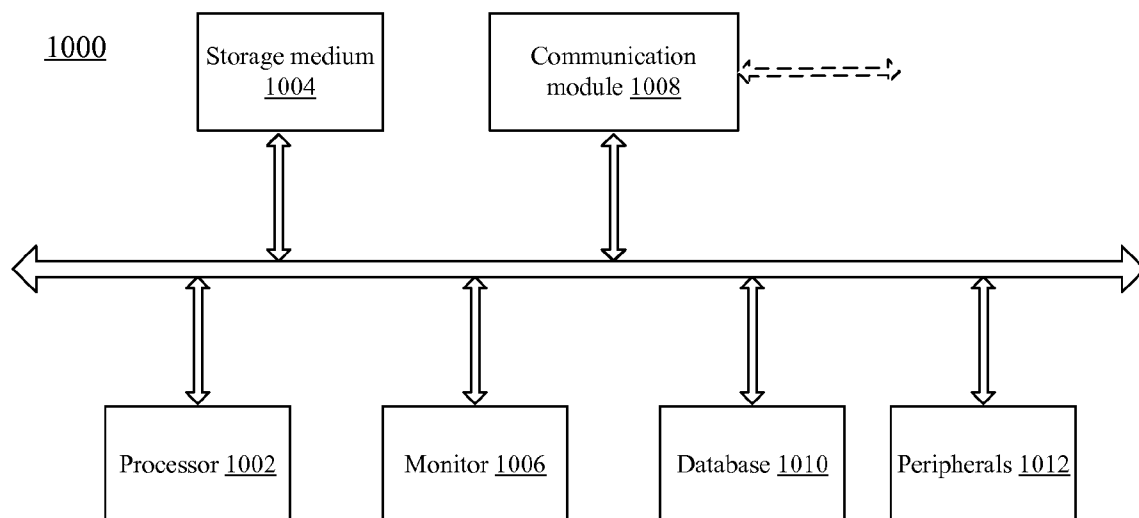 1000
Storage medium
1004
Communication
module 1008
Processor 1002
Monitor 1006
Database 1010
Peripherals 1012